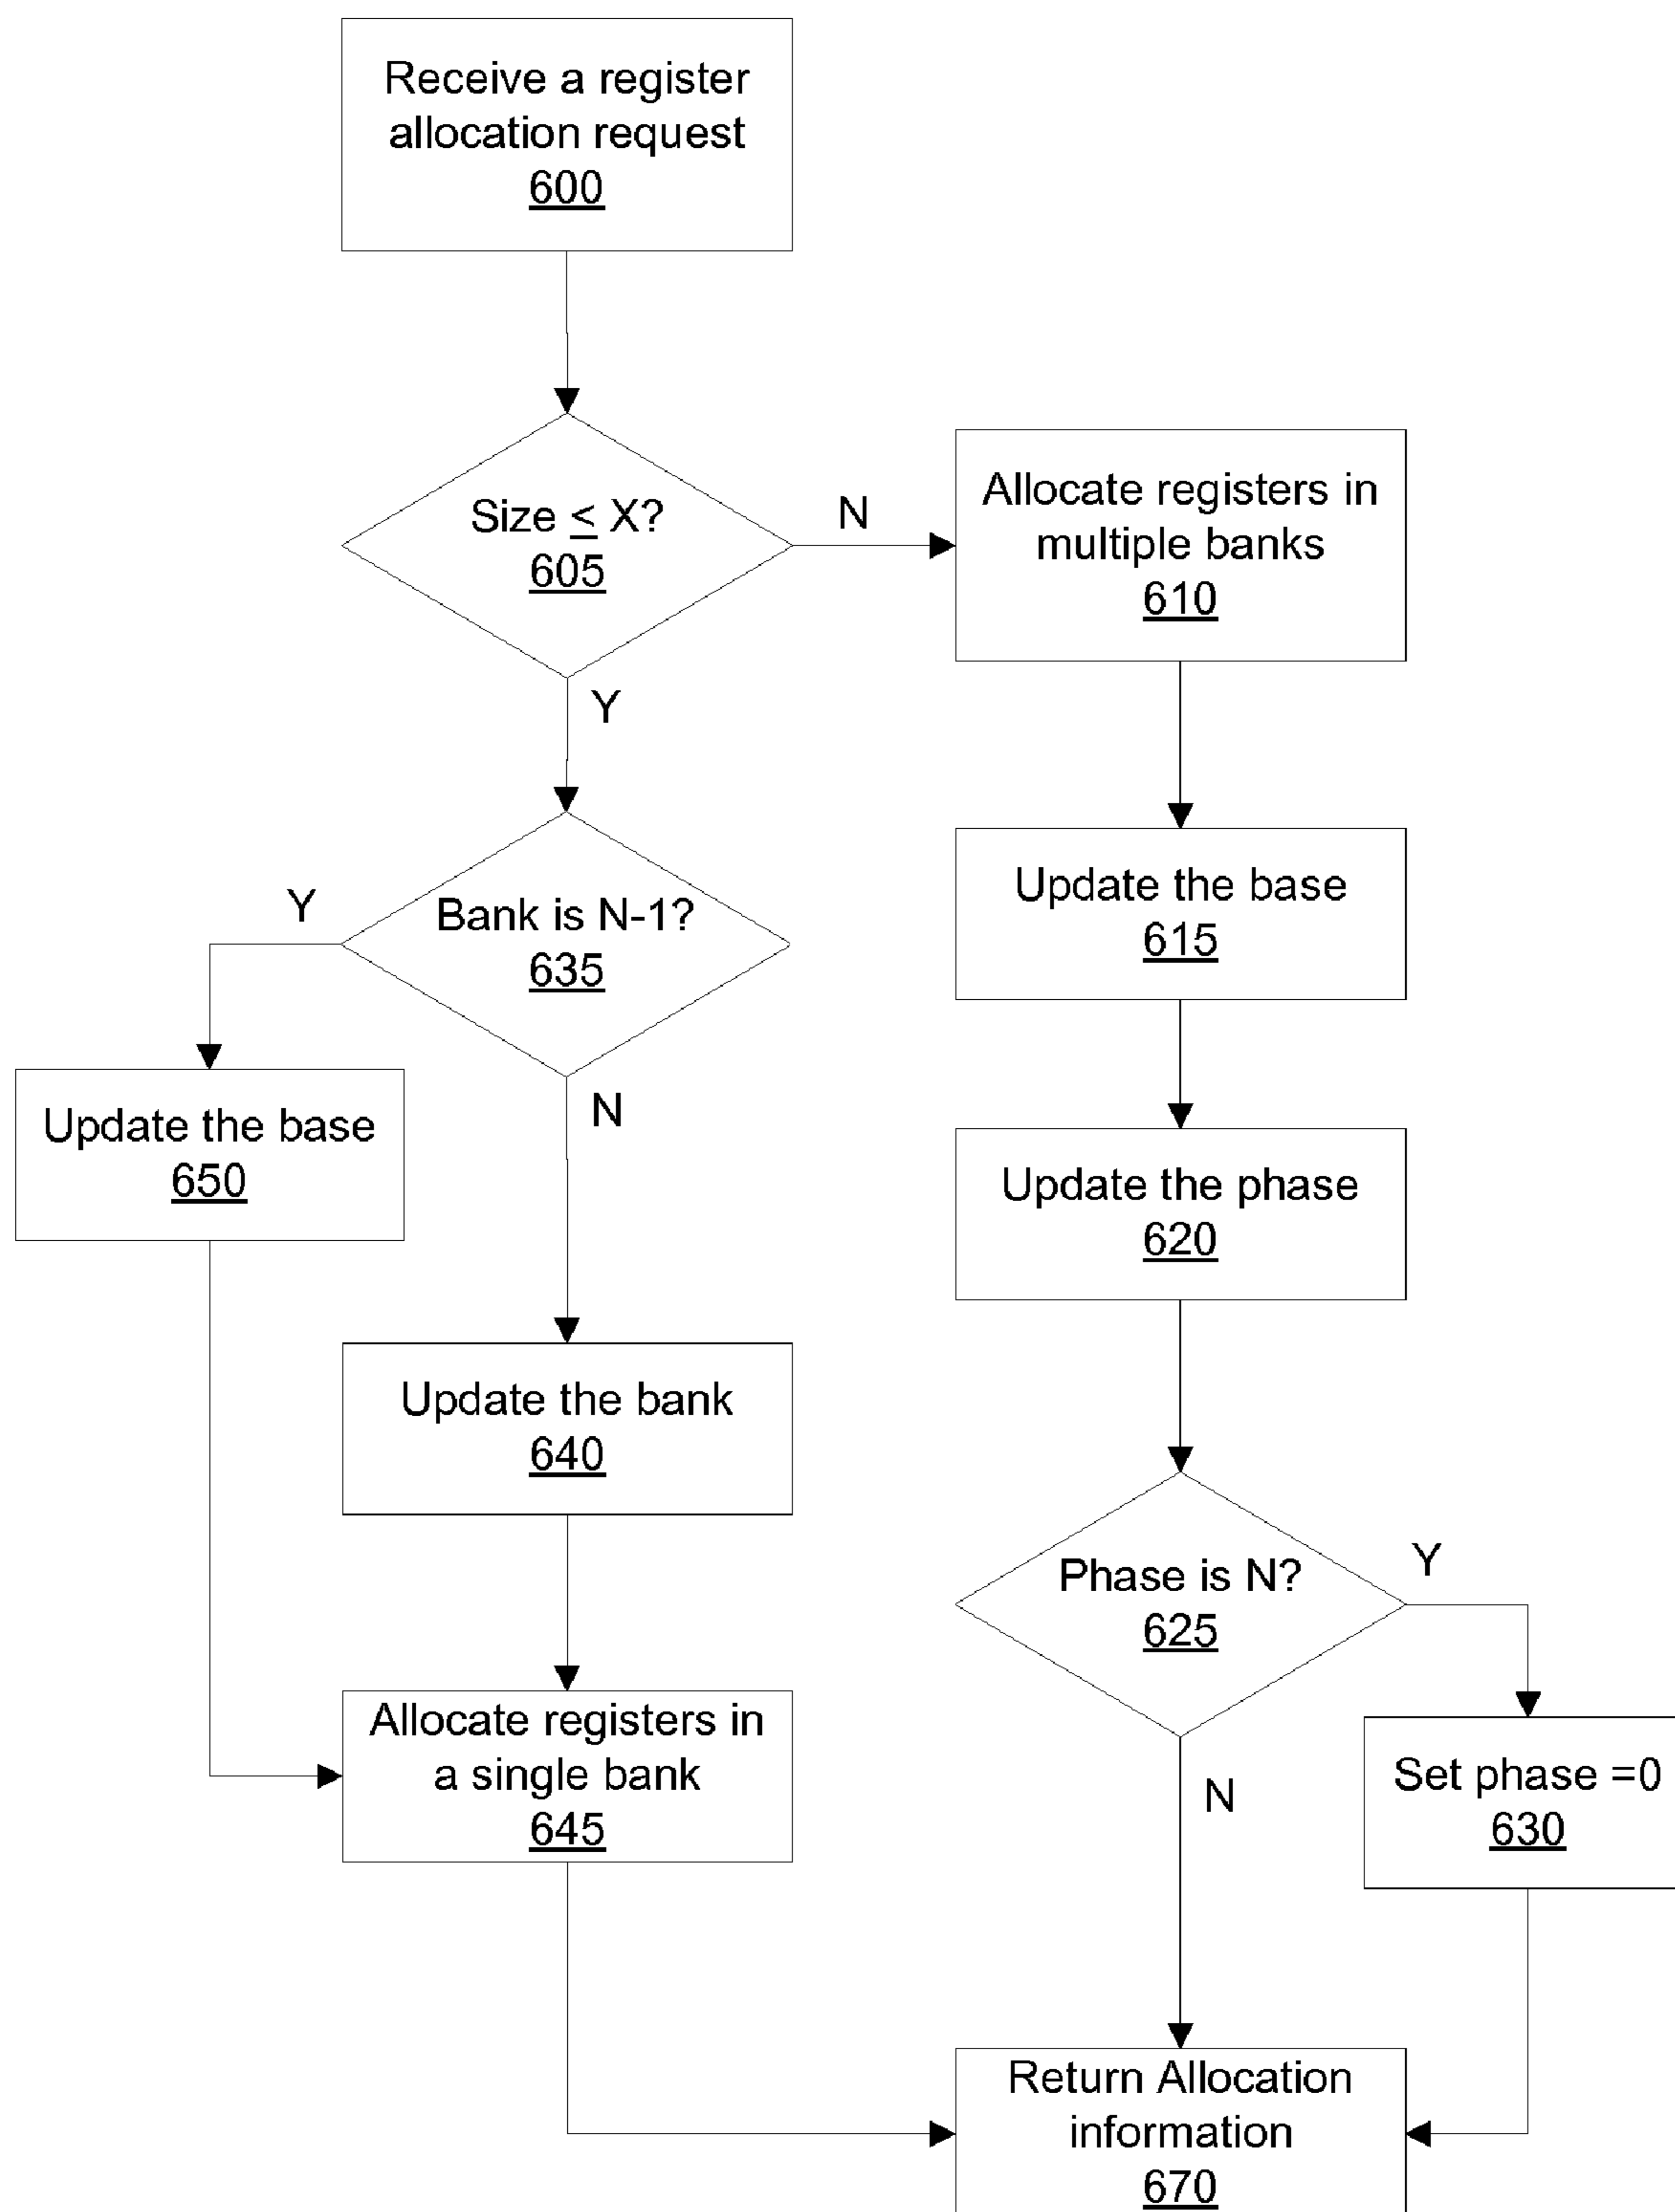 Receive a register
allocation request
600
Size ≤ X?
605
N
Y
Allocate registers in
multiple banks
610
Update the base
615
Update the phase
620
Phase is N?
625
Y
N
Set phase =0
630
Bank is N-1?
635
Y
N
Update the base
650
Update the bank
640
Allocate registers in
a single bank
645
Return Allocation
information
670